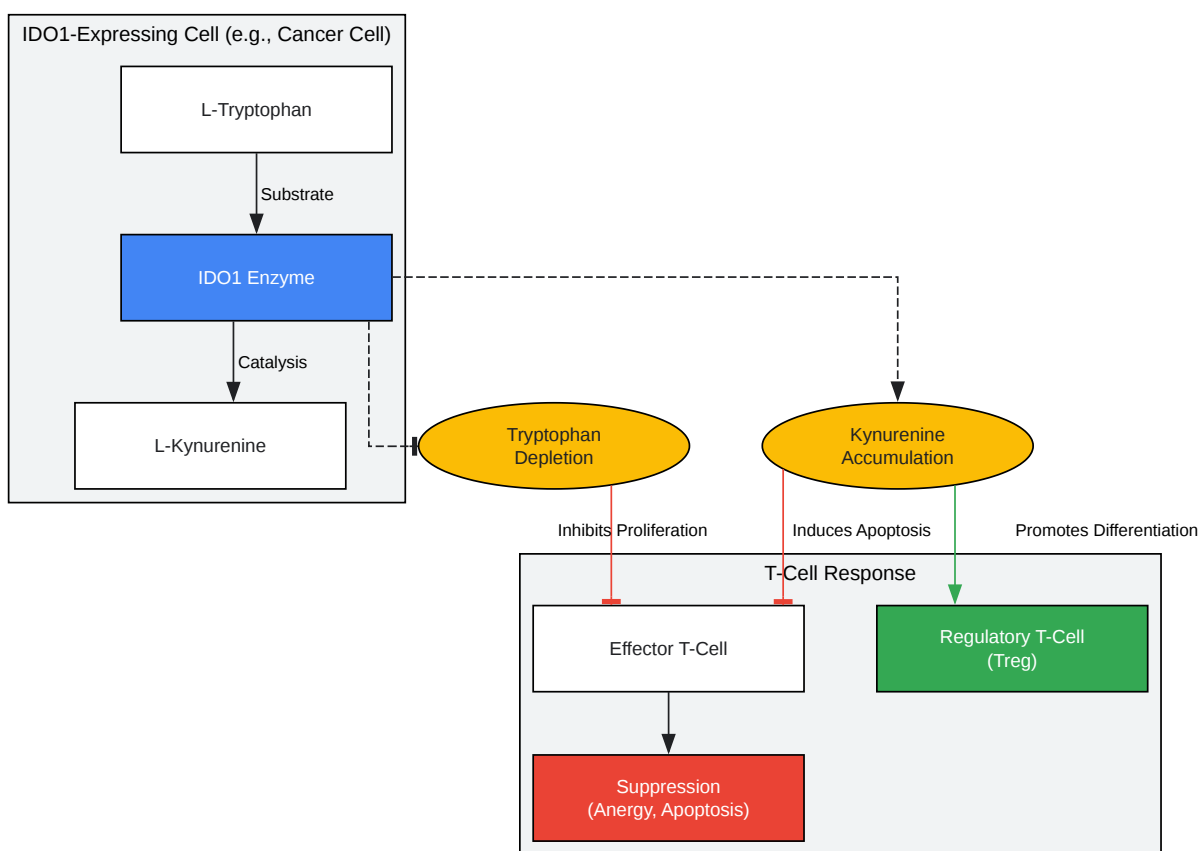 IDO1-Expressing Cell (e.g., Cancer Cell)
L-Tryptophan
Substrate
IDO1 Enzyme
Catalysis
L-Kynurenine
Tryptophan
Depletion
Kynurenine
Accumulation
Inhibits Proliferation
Induces Apoptosis
Promotes Differentiation
T-Cell Response
Effector T-Cell
Regulatory T-Cell
(Treg)
Suppression
(Anergy, Apoptosis)